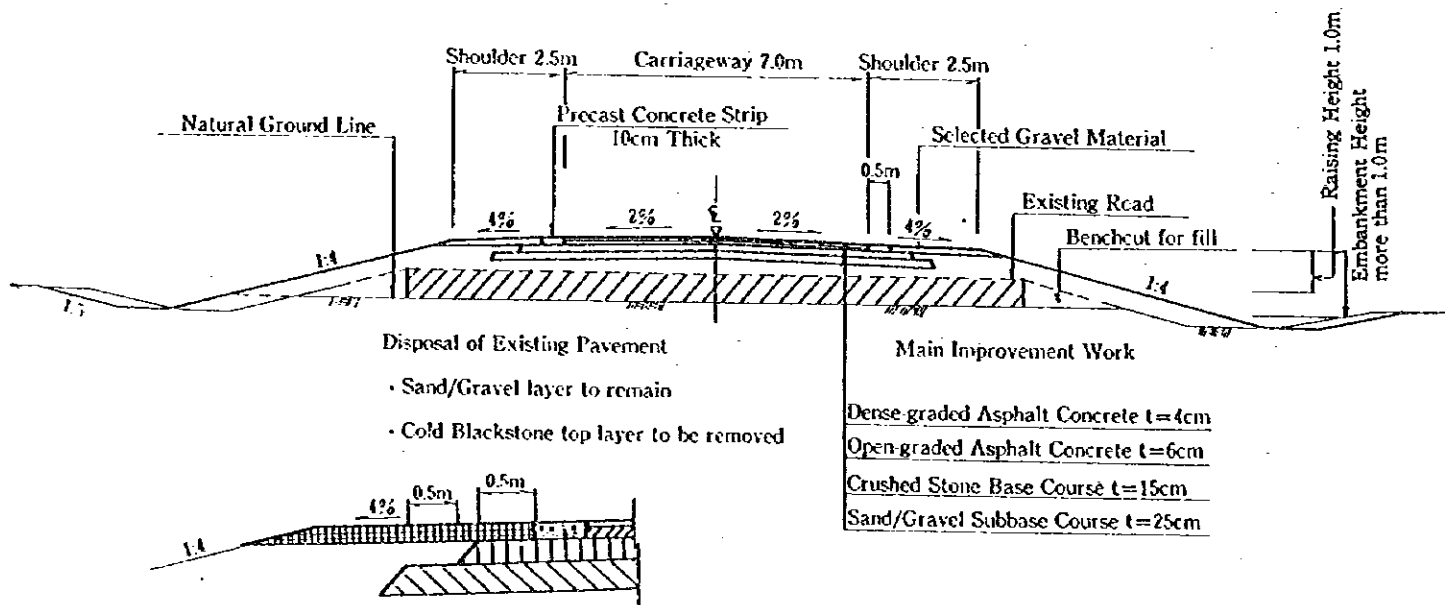 Shoulder 2.5m
Carriageway 7.0m
Shoulder 2.5m
Natural Ground Line
Precast Concrete Strip
10cm Thick
Selected Gravel Material
0.5m
Existing Road
Benchcut for fill
Raising Height 1.0m
Embankment Height
more than 1.0m
4%
2%
2%
4%
1:4
1:4
Disposal of Existing Pavement
· Sand/Gravel layer to remain
· Cold Blackstone top layer to be removed
Main Improvement Work
Dense-graded Asphalt Concrete t=4cm
Open-graded Asphalt Concrete t=6cm
Crushed Stone Base Course t=15cm
Sand/Gravel Subbase Course t=25cm
4%
0.5m
0.5m
1:4